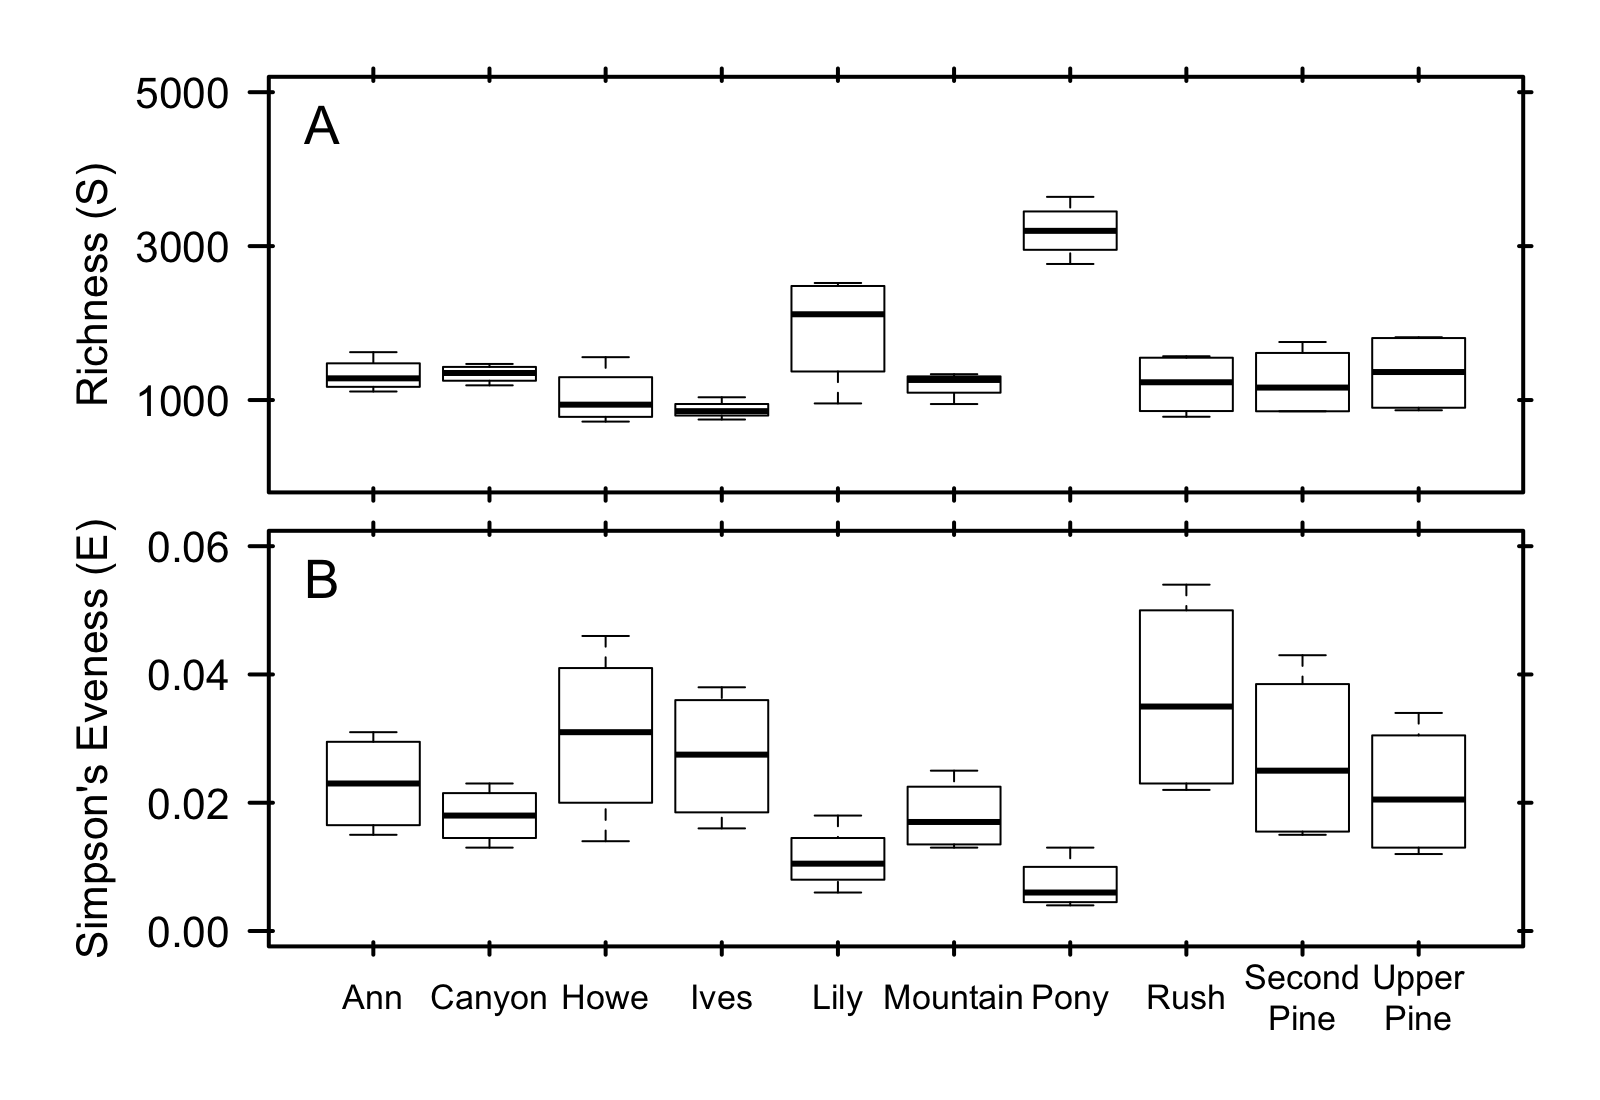 5000
3000
1000
Richness (S)
A
0.06
0.04
0.02
0.00
Simpson's Eveness (E)
B
Ann Canyon Howe Ives Lily Mountain Pony Rush Second Pine Upper Pine